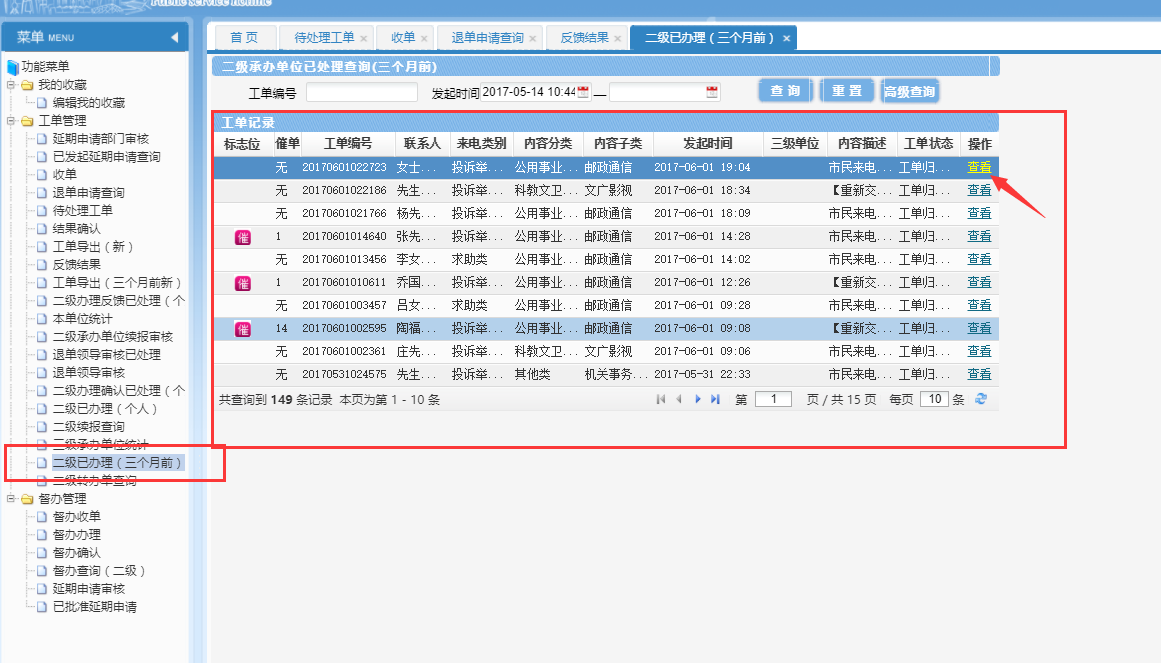 Public service hotline
菜单 MENU
首 页 待处理工单 收单 退单申请查询 反馈结果 二级已办理（三个月前）
功能菜单
我的收藏
编辑我的收藏
工单管理
延期申请部门审核
已发起延期申请查询
收单
退单申请查询
待处理工单
结果确认
工单导出（新）
反馈结果
工单导出（三个月前新）
二级办理反馈已处理（个
本单位统计
二级承办单位续报审核
退单领导审核已处理
退单领导审核
二级办理确认已处理（个
二级已办理（个人）
二级续报查询
二级承办单位统计
二级已办理（三个月前）
二级转办单查询
督办管理
督办收单
督办办理
督办确认
督办查询（二级）
延期申请审核
已批准延期申请
二级承办单位已处理查询(三个月前)
工单编号 发起时间 2017-05-14 10:44 — 查 询 重 置 高级查询
工单记录
标志位 催单 工单编号 联系人 来电类别 内容分类 内容子类 发起时间 三级单位 内容描述 工单状态 操作
无 20170601022723 女士... 投诉举... 公用事业... 邮政通信 2017-06-01 19:04 市民来电... 工单归... 查看
无 20170601022186 先生... 投诉举... 科教文卫... 文广影视 2017-06-01 18:34 【重新交... 工单归... 查看
无 20170601021766 杨先... 投诉举... 公用事业... 邮政通信 2017-06-01 18:09 市民来电... 工单归... 查看
催 1 20170601014640 张先... 投诉举... 公用事业... 邮政通信 2017-06-01 14:28 市民来电... 工单归... 查看
无 20170601013456 李女... 求助类 公用事业... 邮政通信 2017-06-01 14:02 市民来电... 工单归... 查看
催 1 20170601010611 乔国... 投诉举... 公用事业... 邮政通信 2017-06-01 12:26 【重新交... 工单归... 查看
无 20170601003457 吕女... 求助类 公用事业... 邮政通信 2017-06-01 09:28 市民来电... 工单归... 查看
催 14 20170601002595 陶福... 投诉举... 公用事业... 邮政通信 2017-06-01 09:08 【重新交... 工单归... 查看
无 20170601002361 庄先... 投诉举... 科教文卫... 文广影视 2017-06-01 09:06 市民来电... 工单归... 查看
无 20170531024575 先生... 投诉举... 其他类 机关事务... 2017-05-31 22:33 市民来电... 工单归... 查看
共查询到 149 条记录 本页为第 1 - 10 条 第 1 页 / 共 15 页 每页 10 条